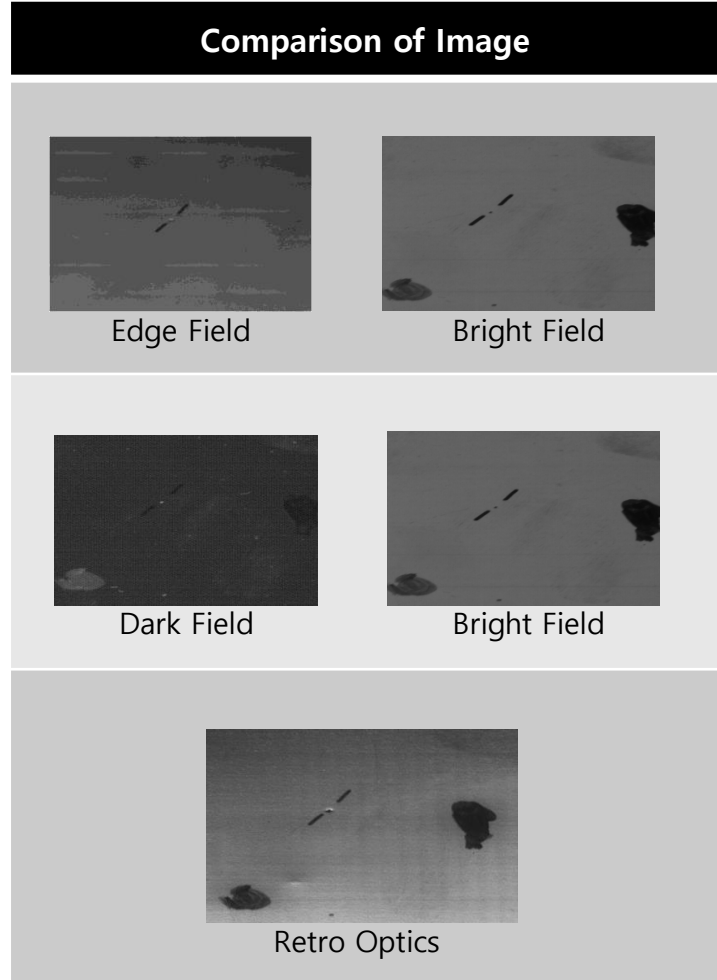 Comparison of Image
Edge Field
Bright Field
Dark Field
Bright Field
Retro Optics